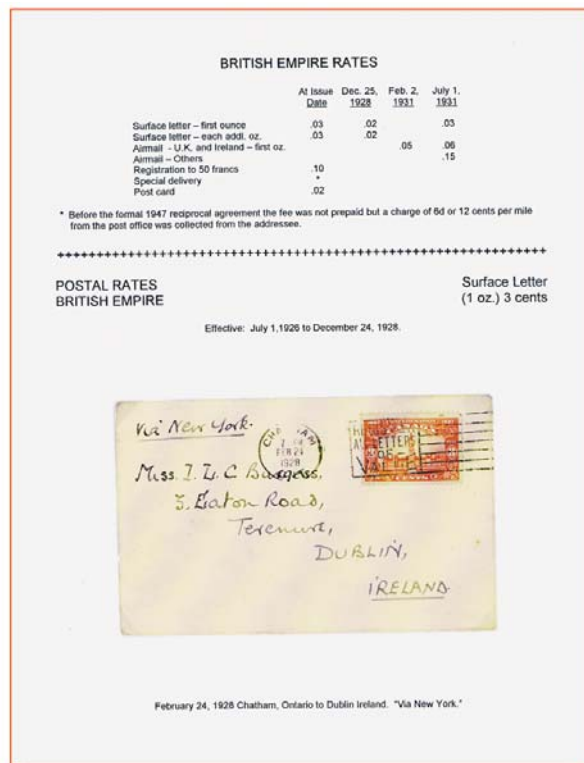 BRITISH EMPIRE RATES
At Issue Dec. 25, Feb. 2, July 1,
Date 1928 1931 1931
Surface letter – first ounce .03 .02 .03
Surface letter – each addl. oz. .03 .02
Airmail - U.K. and Ireland – first oz. .05 .06
Airmail – Others .15
Registration to 50 francs .10
Special delivery *
Post card .02
* Before the formal 1947 reciprocal agreement the fee was not prepaid but a charge of 6d or 12 cents per mile
from the post office was collected from the addressee.
++++++++++++++++++++++++++++++++++++++++++++++++++++++++++++++++++++++
POSTAL RATES Surface Letter
BRITISH EMPIRE (1 oz.) 3 cents
Effective: July 1,1926 to December 24, 1928.
Via New York.
CHATHAM
FEB 24
1928
LETTERS
CANADA
Miss I. L. C Burgess,
5. Eaton Road,
Terenure,
DUBLIN,
IRELAND
February 24, 1928 Chatham, Ontario to Dublin Ireland. "Via New York."